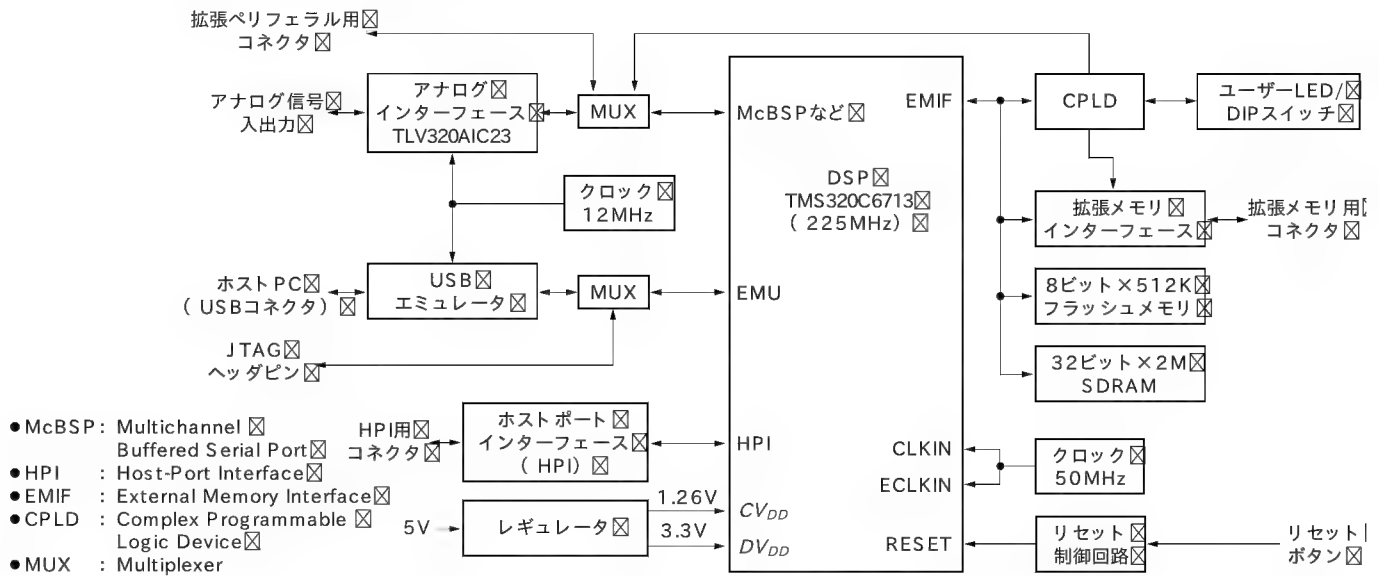 拡張ペリフェラル用
コネクタ
アナログ信号
入出力
アナログ
インターフェース
TLV320AIC23
MUX
McBSPなど
EMIF
CPLD
ユーザーLED/
DIPスイッチ
クロック
12MHz
DSP
TMS320C6713
（225MHz）
拡張メモリ
インターフェース
拡張メモリ用
コネクタ
ホストPC
（USBコネクタ）
USB
エミュレータ
MUX
EMU
8ビット×512K
フラッシュメモリ
JTAG
ヘッダピン
32ビット×2M
SDRAM
HPI用
コネクタ
ホストポート
インターフェース
（HPI）
HPI
CLKIN
ECLKIN
クロック
50MHz
5V
レギュレータ
1.26V
3.3V
CVDD
DVDD
RESET
リセット
制御回路
リセット
ボタン
●McBSP：Multichannel
Buffered Serial Port
●HPI：Host-Port Interface
●EMIF：External Memory Interface
●CPLD：Complex Programmable
Logic Device
●MUX：Multiplexer